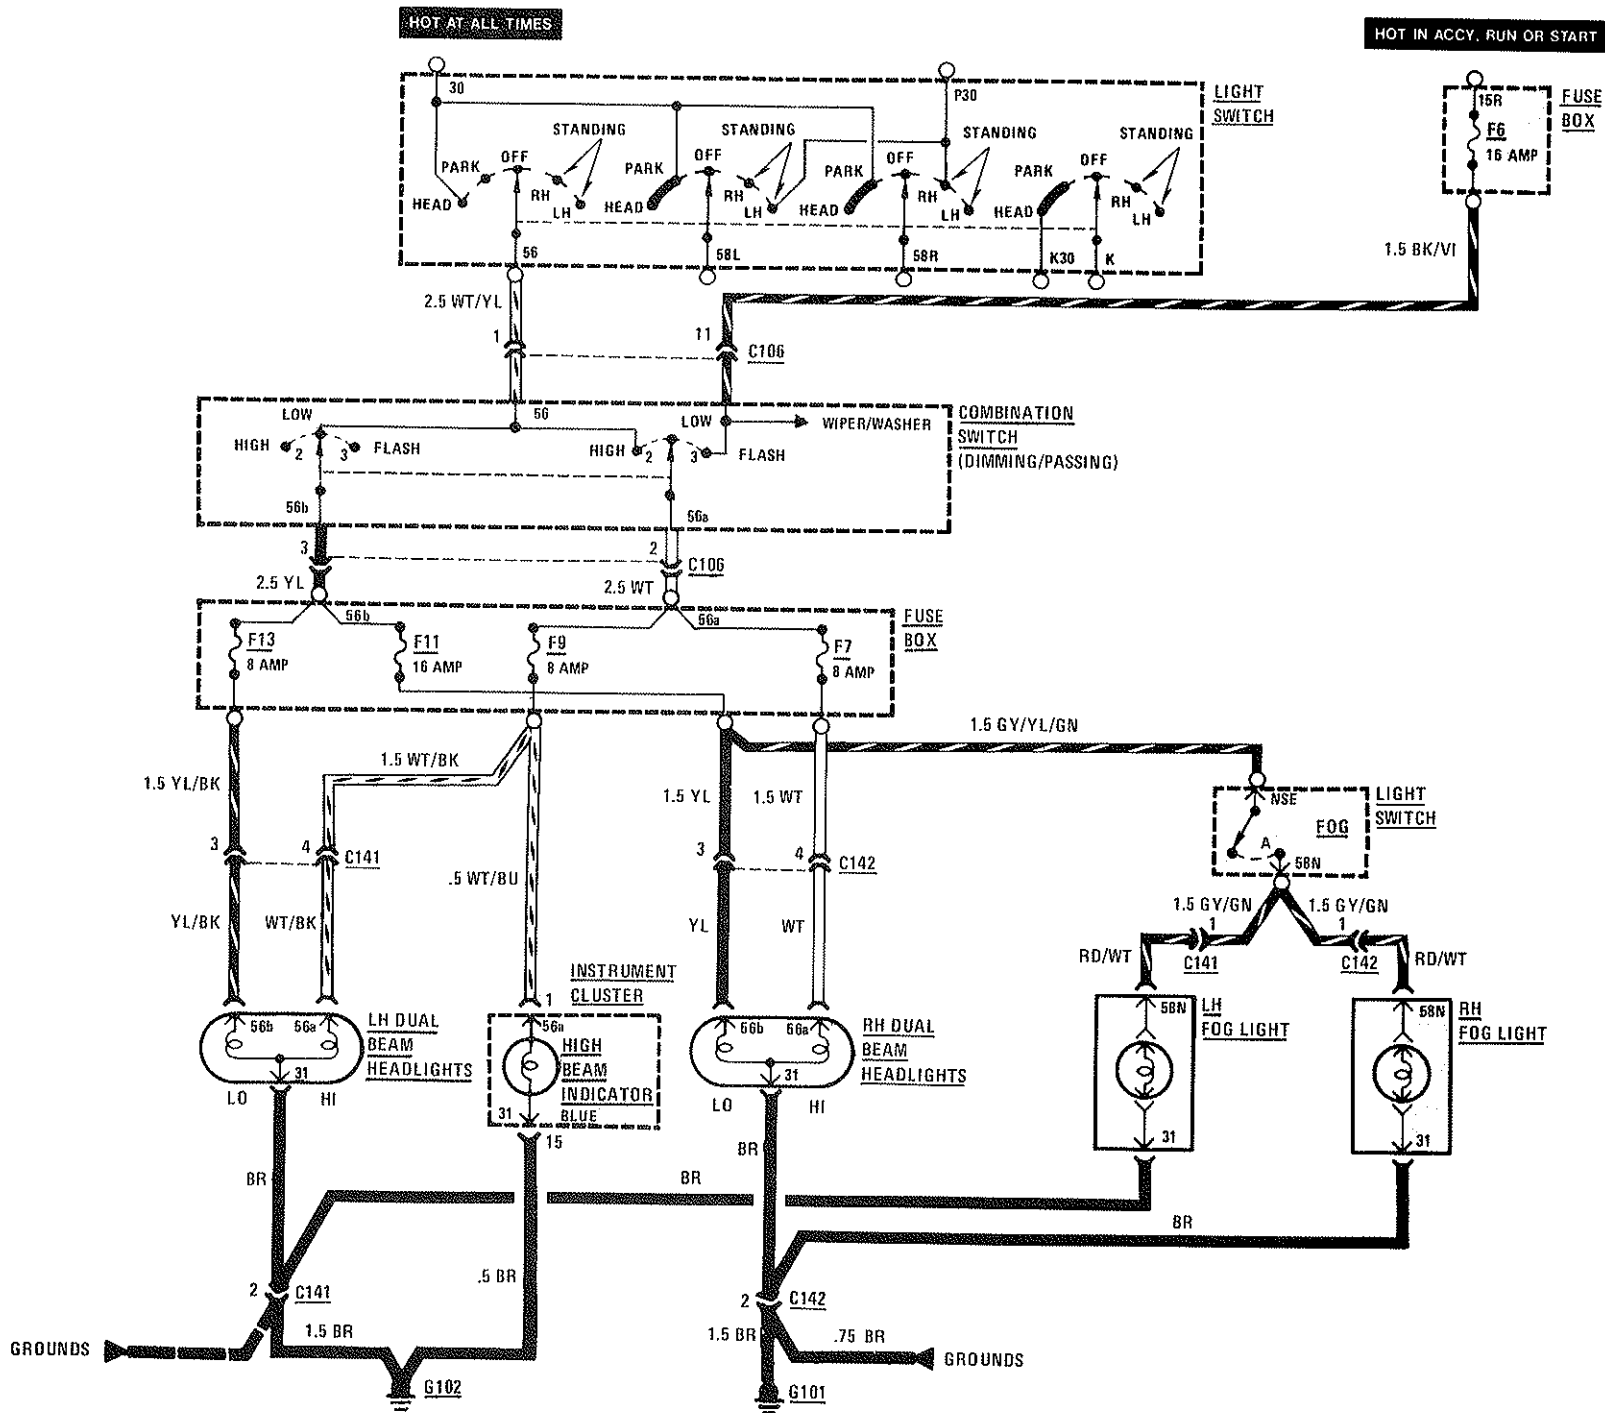 HOT AT ALL TIMES
HOT IN ACCY, RUN OR START
30
P30
LIGHT
SWITCH
15R
F6
16 AMP
FUSE
BOX
STANDING
STANDING
STANDING
STANDING
PARK
OFF
RH
LH
HEAD
PARK
OFF
RH
LH
HEAD
PARK
OFF
RH
LH
HEAD
PARK
OFF
RH
LH
HEAD
56
58L
58R
K30
K
1.5 BK/VI
2.5 WT/YL
1
11
C106
56
LOW
HIGH
2
3
FLASH
LOW
WIPER/WASHER
HIGH
2
3
FLASH
COMBINATION
SWITCH
(DIMMING/PASSING)
56b
56a
3
2
C106
2.5 YL
2.5 WT
56b
56a
FUSE
BOX
F13
8 AMP
F11
16 AMP
F9
8 AMP
F7
8 AMP
1.5 GY/YL/GN
1.5 WT/BK
1.5 YL/BK
1.5 YL
1.5 WT
NSE
LIGHT
SWITCH
FOG
A
58N
3
4
C141
.5 WT/BU
3
4
C142
1.5 GY/GN
1.5 GY/GN
1
1
YL/BK
WT/BK
YL
WT
RD/WT
C141
C142
RD/WT
INSTRUMENT
CLUSTER
1
56b
56a
LH DUAL
BEAM
HEADLIGHTS
31
LO
HI
56a
HIGH
BEAM
INDICATOR
BLUE
31
15
56b
56a
RH DUAL
BEAM
HEADLIGHTS
31
LO
HI
58N
LH
FOG LIGHT
31
58N
RH
FOG LIGHT
31
BR
BR
BR
BR
.5 BR
2
C141
2
C142
1.5 BR
1.5 BR
.75 BR
GROUNDS
GROUNDS
G102
G101